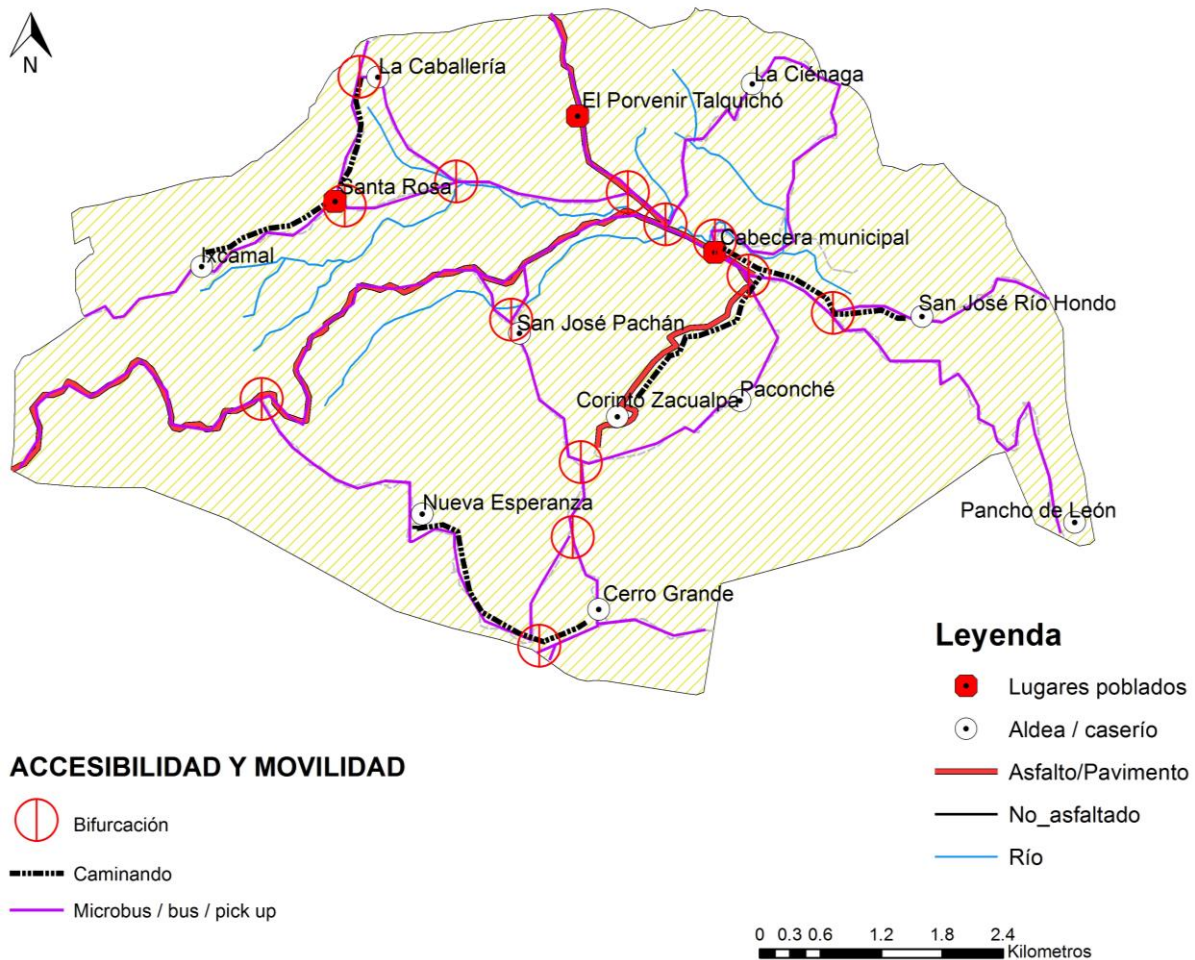 N
La Caballería
La Ciénaga
El Porvenir Talquichó
Santa Rosa
Cabecera municipal
Ixcamal
San José Río Hondo
San José Pachán
Paconché
Corinto Zacualpa
Nueva Esperanza
Pancho de León
Cerro Grande
Leyenda
Lugares poblados
Aldea / caserío
Asfalto/Pavimento
No_asfaltado
Río
ACCESIBILIDAD Y MOVILIDAD
Bifurcación
Caminando
Microbus / bus / pick up
0 0.3 0.6 1.2 1.8 2.4
Kilometros